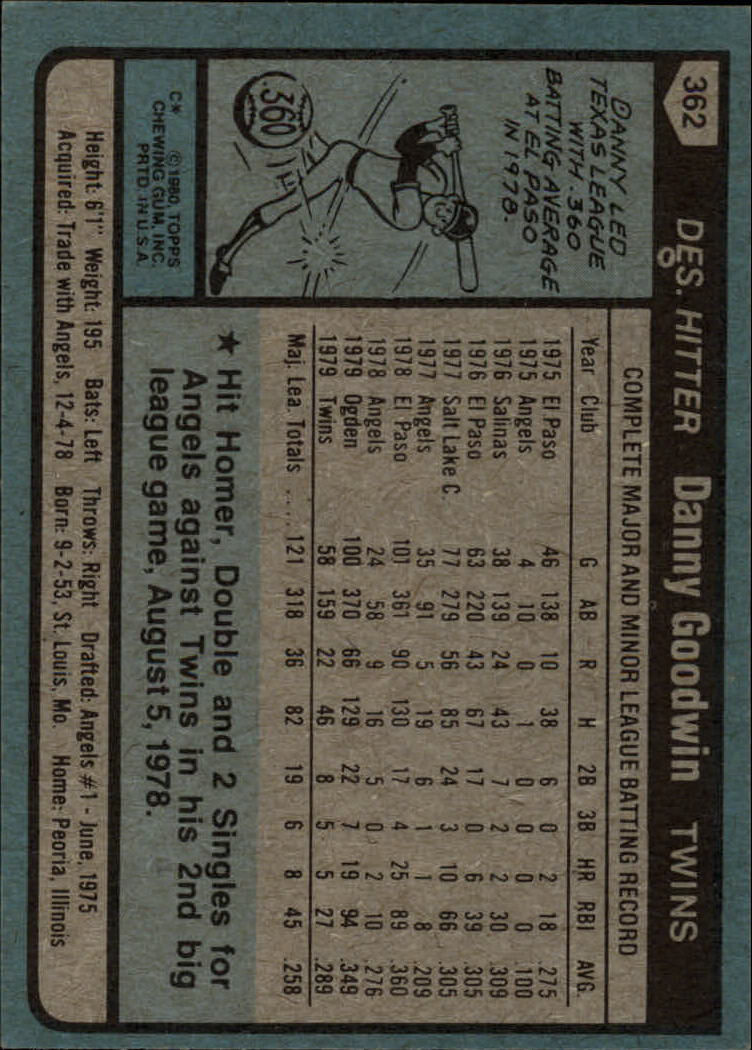 362
DES. HITTER Danny Goodwin TWINS
DANNY LED
TEXAS LEAGUE
WITH .360
BATTING AVERAGE
AT EL PASO
IN 1978.
.360
C* © 1980 TOPPS
CHEWING GUM, INC.
PRTD. IN U.S.A.
COMPLETE MAJOR AND MINOR LEAGUE BATTING RECORD
Year Club G AB R H 2B 3B HR RBI AVG.
1975 El Paso 46 138 10 38 6 0 2 18 .275
1975 Angels 4 10 0 1 0 0 0 0 .100
1976 Salinas 38 139 24 43 7 2 2 30 .309
1976 El Paso 63 220 43 67 17 0 6 39 .305
1977 Salt Lake C. 77 279 56 85 24 3 10 66 .305
1977 Angels 35 91 5 19 6 1 1 8 .209
1978 El Paso 101 361 90 130 17 4 25 89 .360
1978 Angels 24 58 9 16 5 0 2 10 .276
1979 Ogden 100 370 66 129 22 7 19 94 .349
1979 Twins 58 159 22 46 8 5 5 27 .289
Maj. Lea. Totals ..... 121 318 36 82 19 6 8 45 .258
★ Hit Homer, Double and 2 Singles for
Angels against Twins in his 2nd big
league game, August 5, 1978.
Height: 6'1" Weight: 195 Bats: Left Throws: Right Drafted: Angels #1 - June, 1975
Acquired: Trade with Angels, 12-4-78 Born: 9-2-53, St. Louis, Mo. Home: Peoria, Illinois